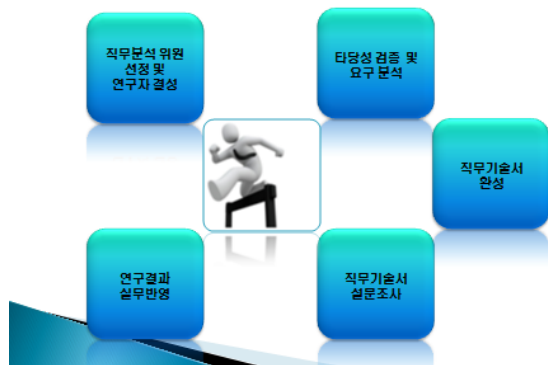 직무분석 위원
선정 및
연구자 결성
타당성 검증 및
요구 분석
직무기술서
완성
연구결과
실무반영
직무기술서
설문조사